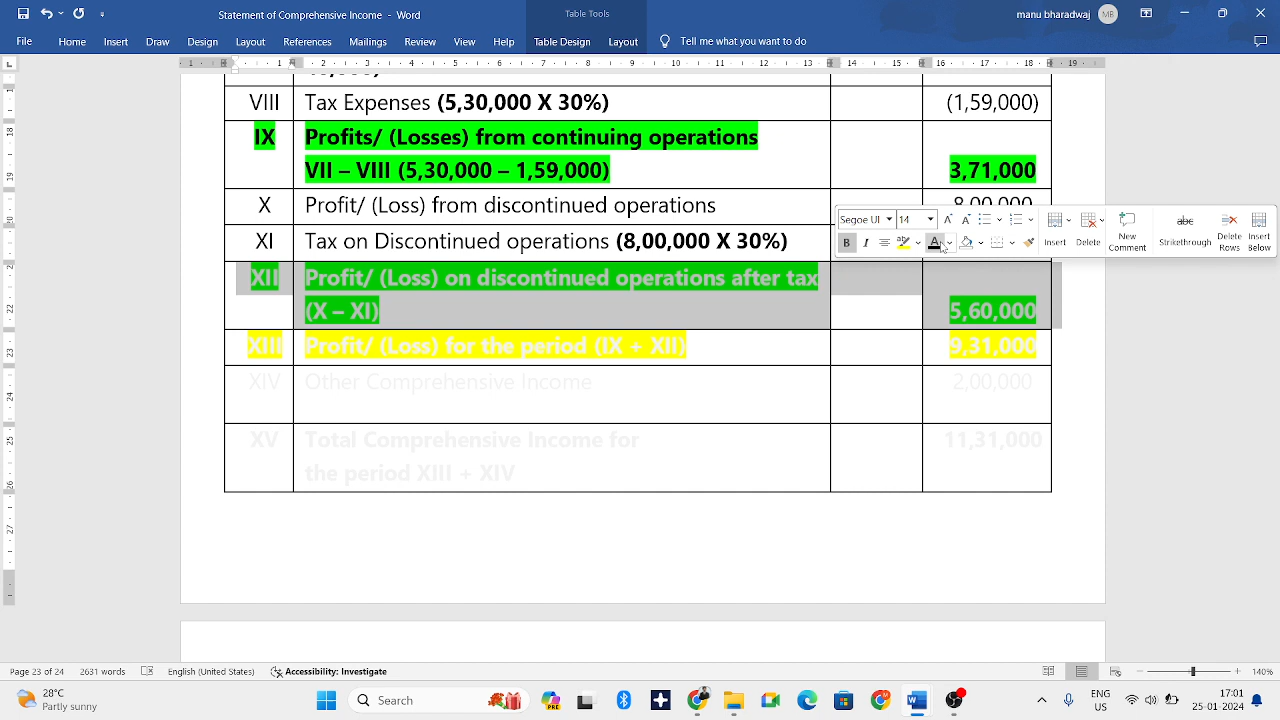 Table Tools
manu bhardwaj
MB
File Home Insert Draw Design Layout References Mailings Review View Help Table Design Layout Tell me what you want to do
VIII Tax Expenses (5,30,000 X 30%) (1,59,000)
IX Profits/ (Losses) from continuing operations
VII – VIII (5,30,000 – 1,59,000) 3,71,000
X Profit/ (Loss) from discontinued operations 8,00,000
Segoe UI 14
B I A abc Insert Delete New Comment Strikethrough Delete Rows Insert Below
XI Tax on Discontinued operations (8,00,000 X 30%)
XII Profit/ (Loss) on discontinued operations after tax
(X – XI) 5,60,000
XIII Profit/ (Loss) for the period (IX + XII) 9,31,000
XIV Other Comprehensive Income 2,00,000
XV Total Comprehensive Income for 11,31,000
the period XIII + XIV
Page 23 of 24 2631 words English (United States) Accessibility: Investigate 140%
28°C
Partly sunny
Search
ENG
US
17:01
25-01-2024